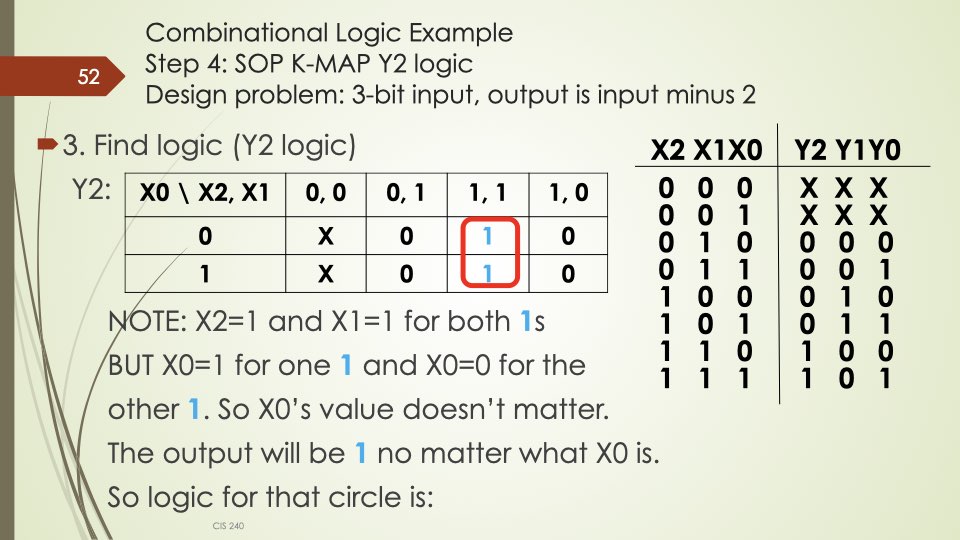 Combinational Logic Example
Step 4: SOP K-MAP Y2 logic
Design problem: 3-bit input, output is input minus 2
52
3. Find logic (Y2 logic)
Y2:
X0 \ X2, X1 0, 0 0, 1 1, 1 1, 0
0 X 0 1 0
1 X 0 1 0
NOTE: X2=1 and X1=1 for both 1s
BUT X0=1 for one 1 and X0=0 for the
other 1. So X0’s value doesn’t matter.
The output will be 1 no matter what X0 is.
So logic for that circle is:
X2 X1X0 Y2 Y1Y0
0 0 0 X X X
0 0 1 X X X
0 1 0 0 0 0
0 1 1 0 0 1
1 0 0 0 1 0
1 0 1 0 1 1
1 1 0 1 0 0
1 1 1 1 0 1
CIS 240